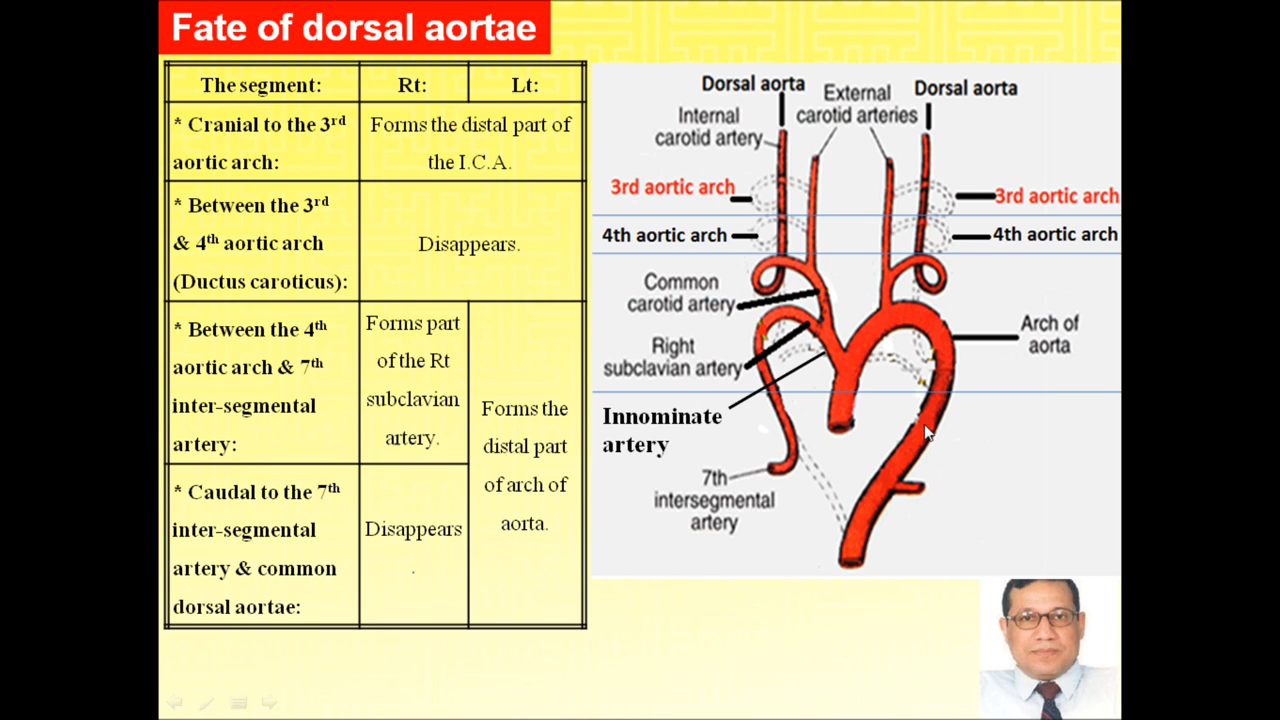 Fate of dorsal aortae
The segment:
Rt:
Lt:
* Cranial to the 3rd
aortic arch:
Forms the distal part of
the I.C.A.
* Between the 3rd
& 4th aortic arch
(Ductus caroticus):
Disappears.
* Between the 4th
aortic arch & 7th
inter-segmental
artery:
Forms part
of the Rt
subclavian
artery.
Forms the
distal part
of arch of
aorta.
* Caudal to the 7th
inter-segmental
artery & common
dorsal aortae:
Disappears
.
Dorsal aorta
External
carotid arteries
Dorsal aorta
Internal
carotid artery
3rd aortic arch
3rd aortic arch
4th aortic arch
4th aortic arch
Common
carotid artery
Arch of
aorta
Right
subclavian artery
Innominate
artery
7th
intersegmental
artery